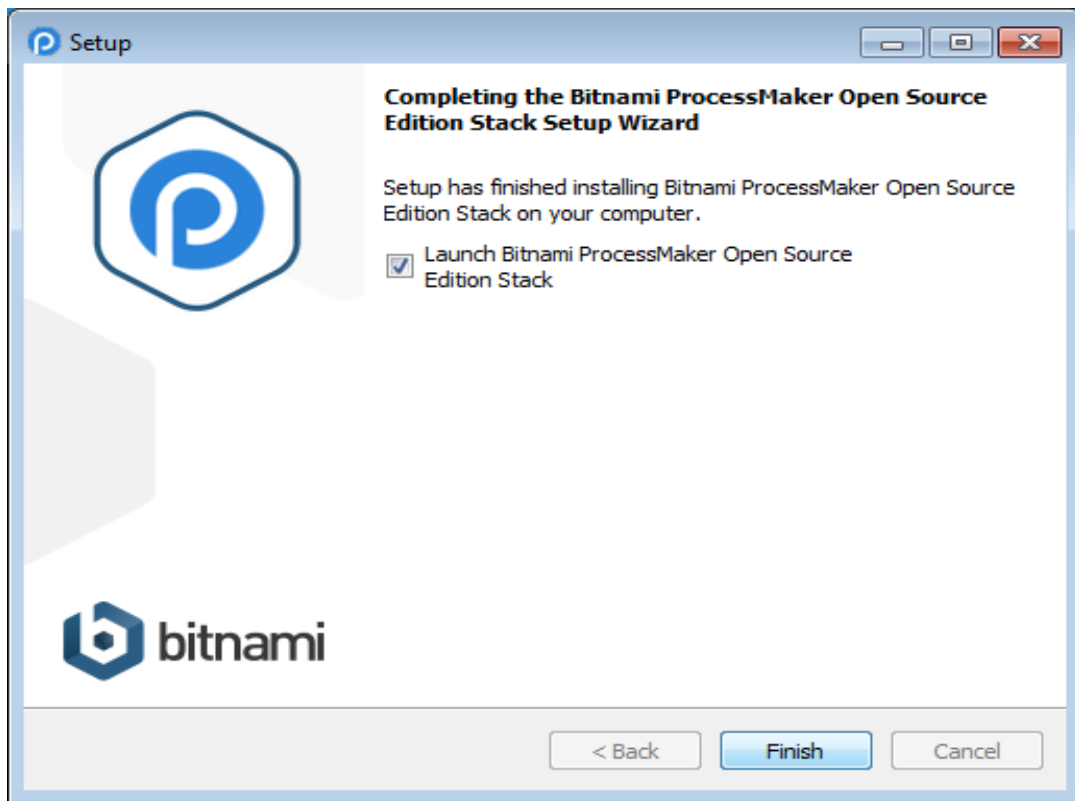 Setup
Completing the Bitnami ProcessMaker Open Source
Edition Stack Setup Wizard
Setup has finished installing Bitnami ProcessMaker Open Source
Edition Stack on your computer.
Launch Bitnami ProcessMaker Open Source
Edition Stack
bitnami
< Back
Finish
Cancel